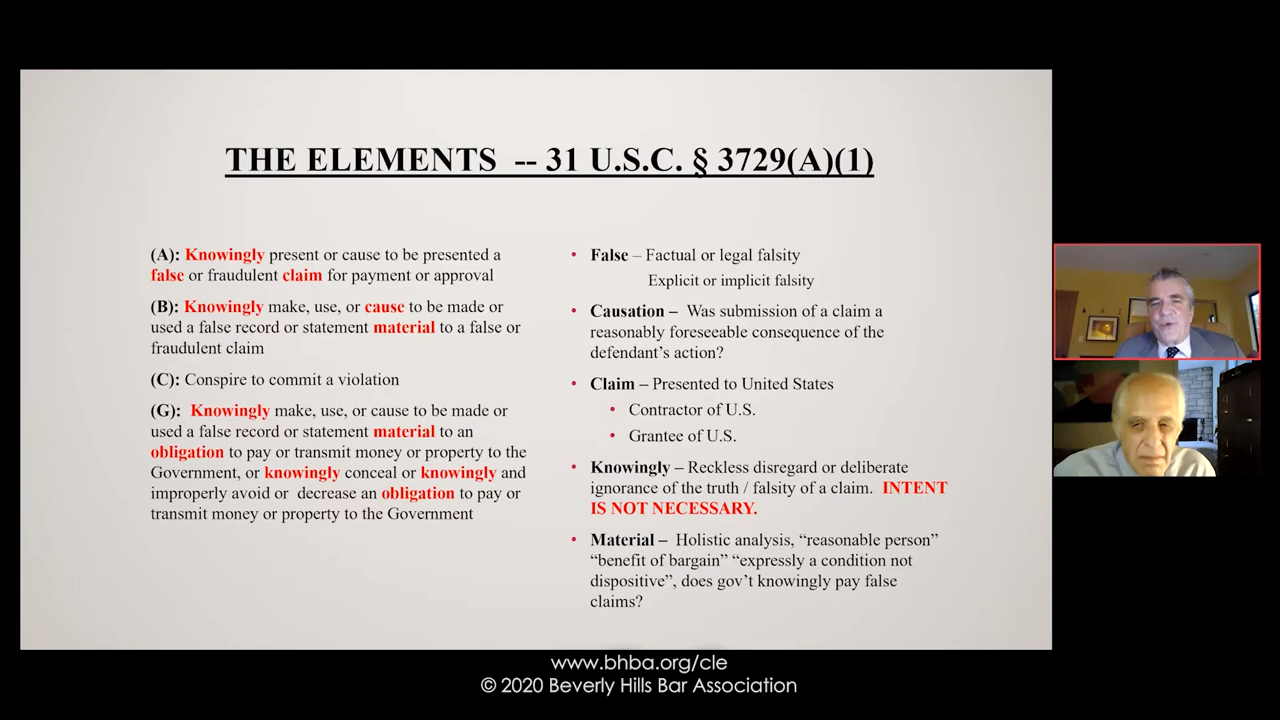 THE ELEMENTS -- 31 U.S.C. § 3729(A)(1)
(A): Knowingly present or cause to be presented a
false or fraudulent claim for payment or approval
(B): Knowingly make, use, or cause to be made or
used a false record or statement material to a false or
fraudulent claim
(C): Conspire to commit a violation
(G): Knowingly make, use, or cause to be made or
used a false record or statement material to an
obligation to pay or transmit money or property to the
Government, or knowingly conceal or knowingly and
improperly avoid or decrease an obligation to pay or
transmit money or property to the Government
• False – Factual or legal falsity
Explicit or implicit falsity
• Causation – Was submission of a claim a
reasonably foreseeable consequence of the
defendant’s action?
• Claim – Presented to United States
• Contractor of U.S.
• Grantee of U.S.
• Knowingly – Reckless disregard or deliberate
ignorance of the truth / falsity of a claim. INTENT
IS NOT NECESSARY.
• Material – Holistic analysis, “reasonable person”
“benefit of bargain” “expressly a condition not
dispositive”, does gov’t knowingly pay false
claims?
www.bhba.org/cle
© 2020 Beverly Hills Bar Association